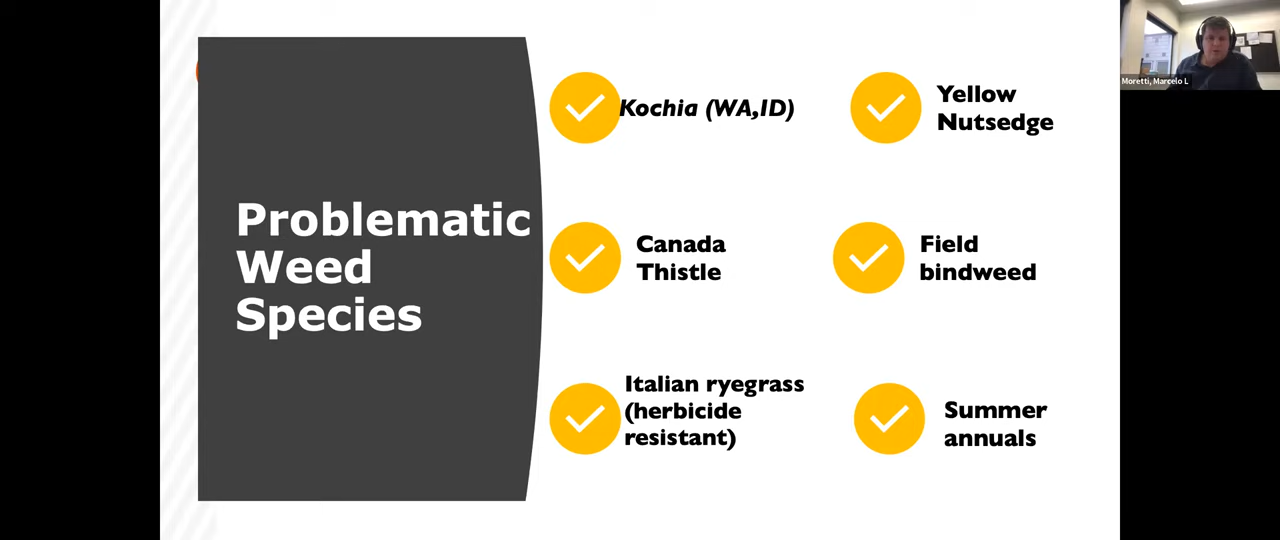 Problematic
Weed
Species
Kochia (WA,ID)
Yellow
Nutsedge
Canada
Thistle
Field
bindweed
Italian ryegrass
(herbicide
resistant)
Summer
annuals
Moretti, Marcelo L